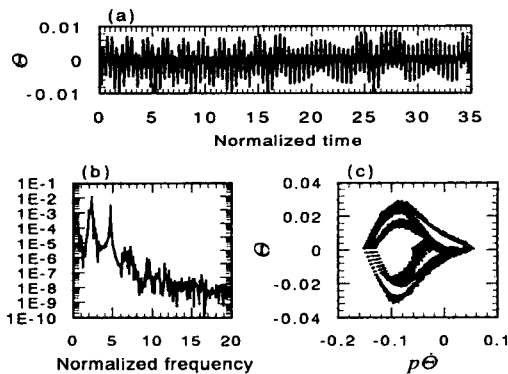 (a)
0.01
0
-0.01
Θ
0 5 10 15 20 25 30 35
Normalized time
(b)
1E-1
1E-2
1E-3
1E-4
1E-5
1E-6
1E-7
1E-8
1E-9
1E-10
0 5 10 15 20
Normalized frequency
(c)
0.04
0.02
0
-0.02
-0.04
Θ
-0.2 -0.1 0 0.1
pΘ̇